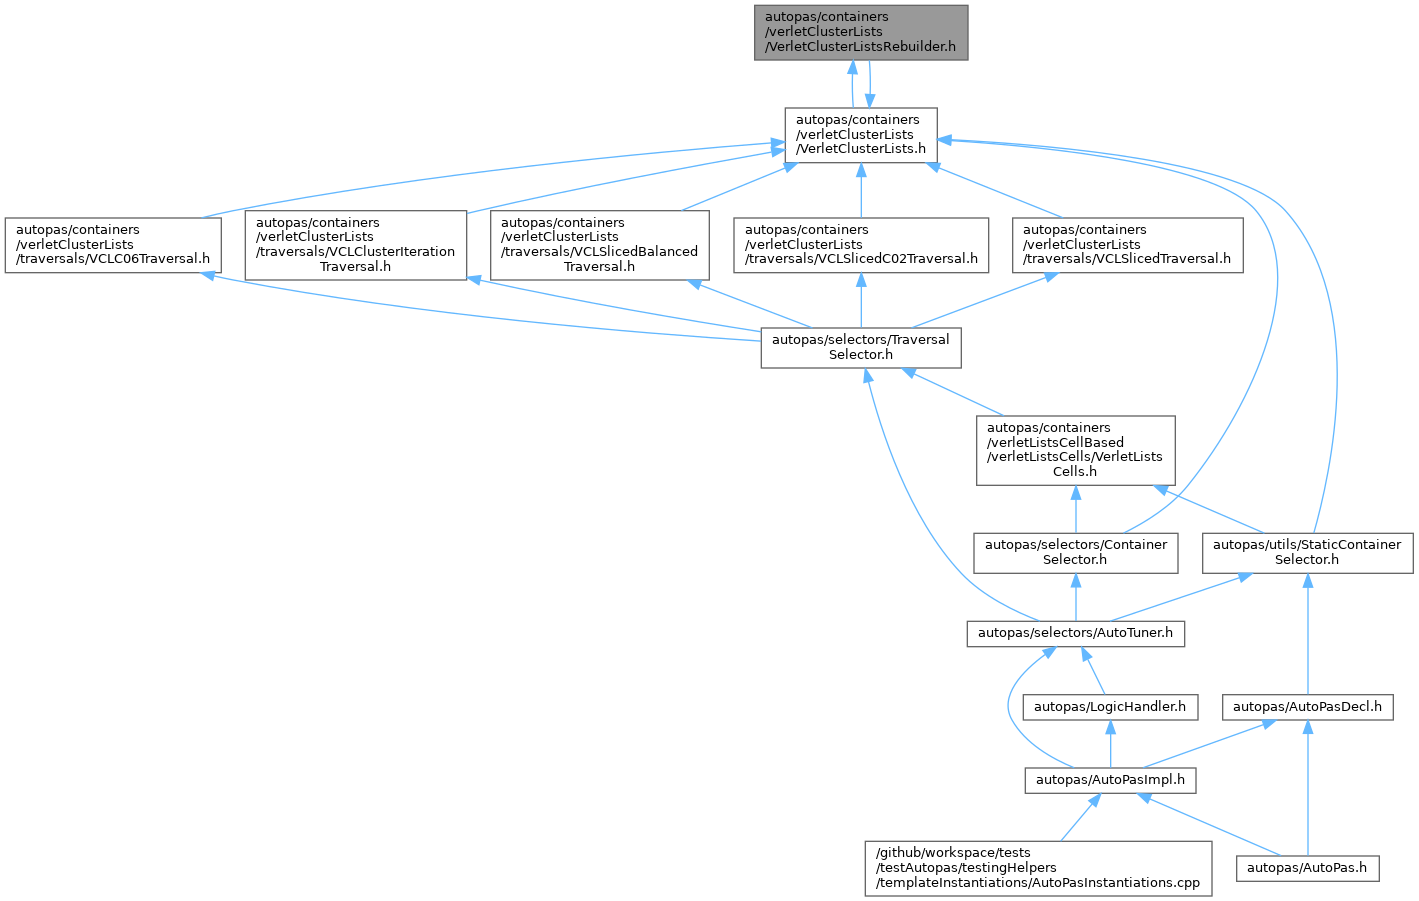 autopas/containers
/verletClusterLists
/VerletClusterListsRebuilder.h
autopas/containers
/verletClusterLists
/VerletClusterLists.h
autopas/containers
/verletClusterLists
/traversals/VCLC06Traversal.h
autopas/containers
/verletClusterLists
/traversals/VCLClusterIteration
Traversal.h
autopas/containers
/verletClusterLists
/traversals/VCLSlicedBalanced
Traversal.h
autopas/containers
/verletClusterLists
/traversals/VCLSlicedC02Traversal.h
autopas/containers
/verletClusterLists
/traversals/VCLSlicedTraversal.h
autopas/selectors/Traversal
Selector.h
autopas/containers
/verletListsCellBased
/verletListsCells/VerletLists
Cells.h
autopas/selectors/Container
Selector.h
autopas/utils/StaticContainer
Selector.h
autopas/selectors/AutoTuner.h
autopas/LogicHandler.h
autopas/AutoPasDecl.h
autopas/AutoPasImpl.h
/github/workspace/tests
/testAutopas/testingHelpers
/templateInstantiations/AutoPasInstantiations.cpp
autopas/AutoPas.h